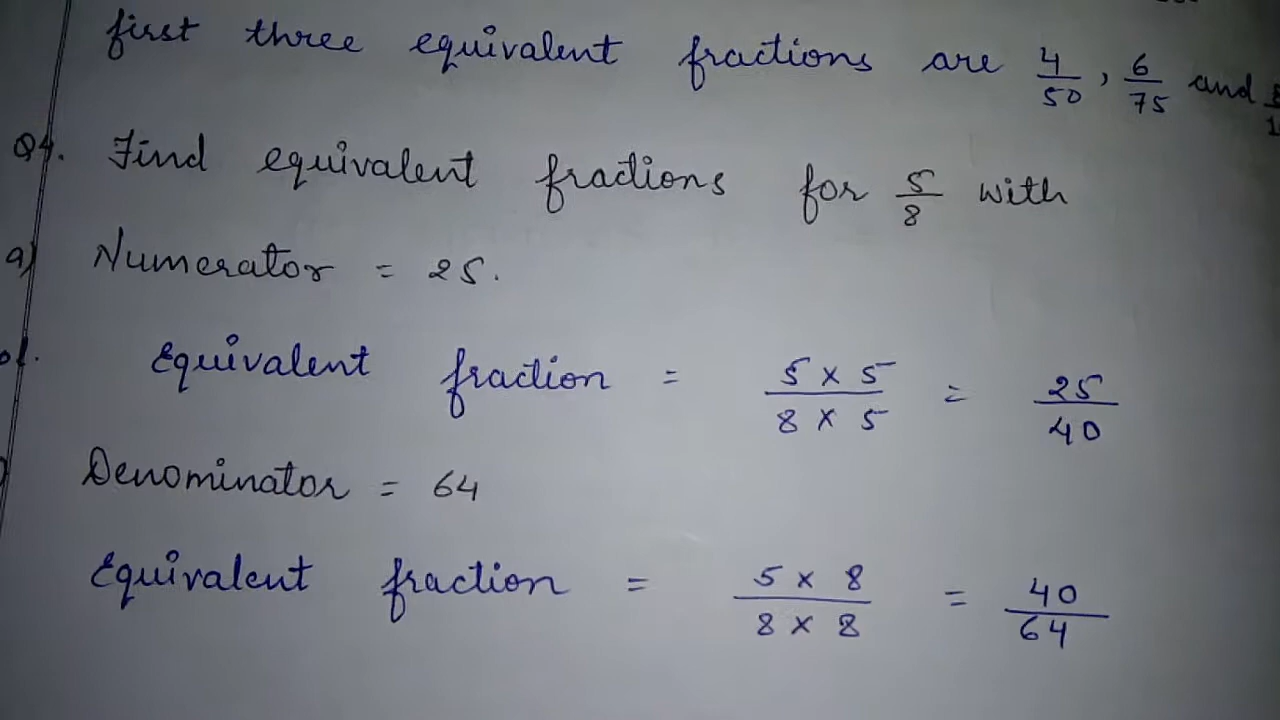 first three equivalent fractions are 4/50, 6/75 and
Q4. Find equivalent fractions for 5/8 with
a) Numerator = 25.
Equivalent fraction = 5 x 5 / 8 x 5 = 25/40
Denominator = 64
Equivalent fraction = 5 x 8 / 8 x 8 = 40/64